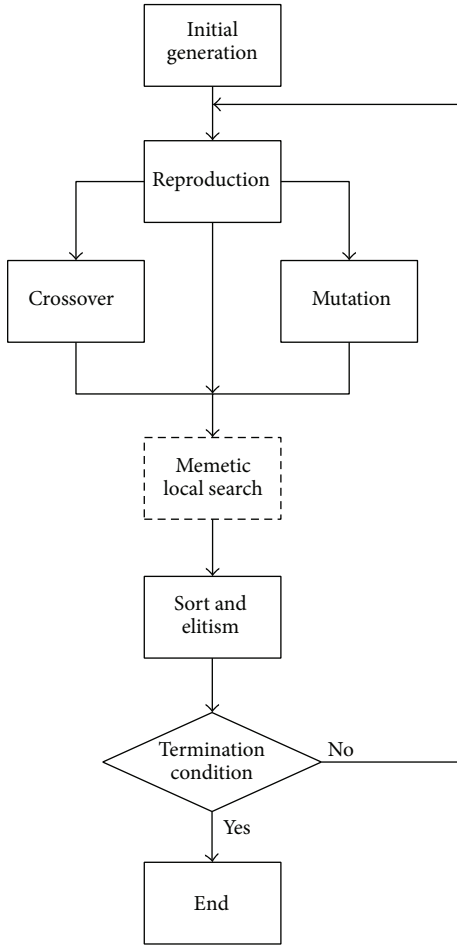 Initial
generation
Reproduction
Crossover
Mutation
Memetic
local search
Sort and
elitism
Termination
condition
No
Yes
End